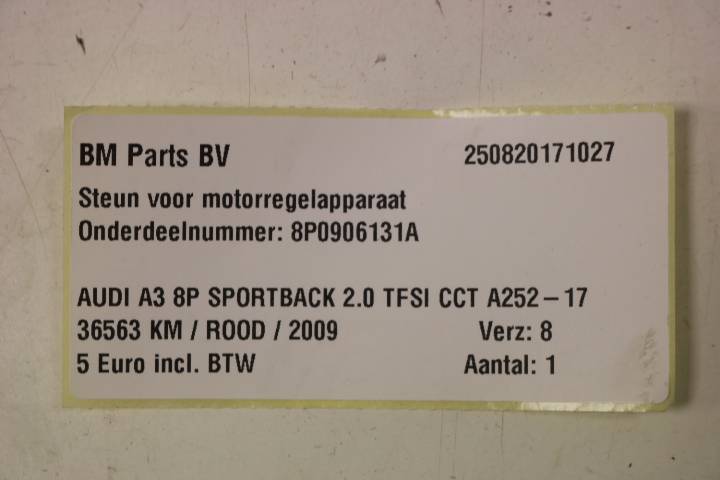 BM Parts BV 250820171027
Steun voor motorregelapparaat
Onderdeelnummer: 8P0906131A
AUDI A3 8P SPORTBACK 2.0 TFSI CCT A252-17
36563 KM / ROOD / 2009 Verz: 8
5 Euro incl. BTW Aantal: 1